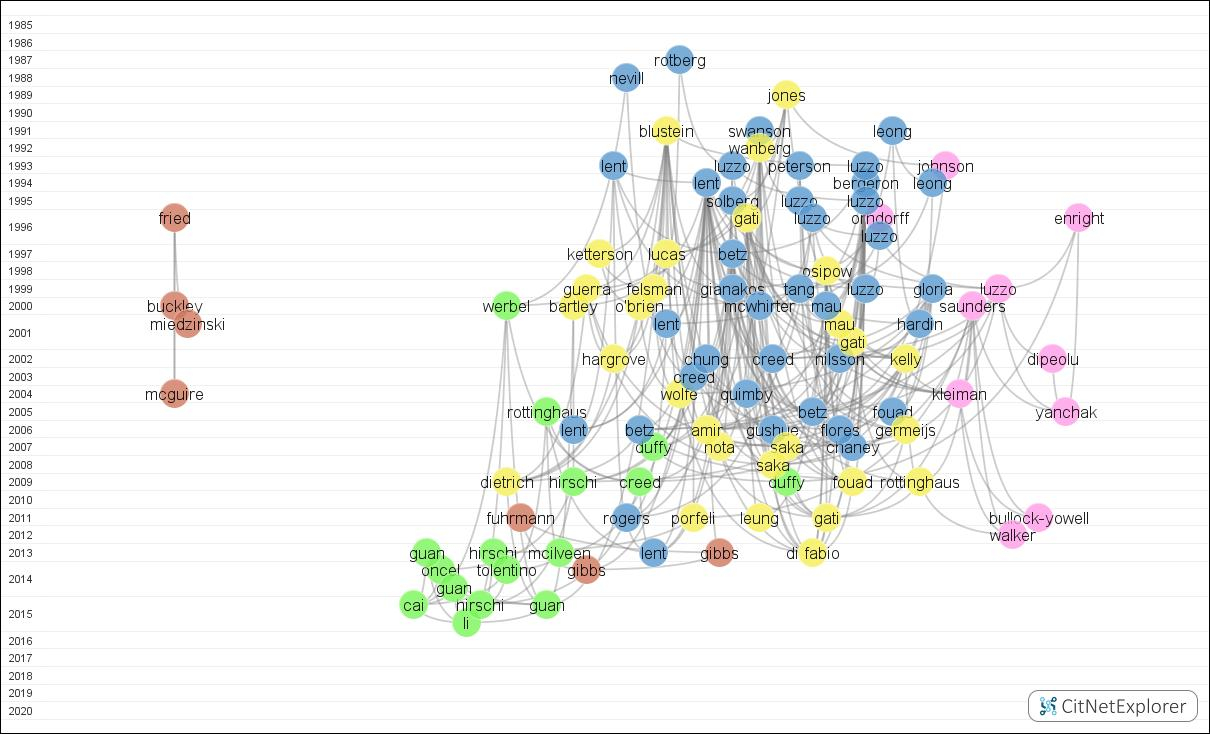 1985
1986
1987 rotberg
1988 nevill
1989 jones
1990
1991 blustein swanson leong
1992 wanberg
1993 lent luzzo peterson luzzo johnson
1994 lent bergeron leong
1995 solberg luzzo luzzo
1996 fried gati luzzo orndorff enright
luzzo
1997 ketterson lucas betz
1998 osipow
1999 guerra felsman gianakos tang luzzo gloria luzzo
2000 buckley werbel bartley o'brien mcwhirter mau saunders
2001 miedzinski lent mau hardin
gati
2002 hargrove chung creed nilsson kelly dipeolu
2003 creed
2004 mcguire wolfe quimby kleiman
2005 rottinghaus betz fouad yanchak
2006 lent betz amir gushue flores germeijs
2007 duffy nota saka chaney
2008 saka
2009 dietrich hirschi creed duffy fouad rottinghaus
2010
2011 fuhrmann rogers porfeli leung gati bullock-yowell
2012 walker
2013 guan hirschi mcilveen lent gibbs di fabio
2014 oncel tolentino gibbs
guan
2015 cai hirschi guan
li
2016
2017
2018
2019
2020
CitNetExplorer